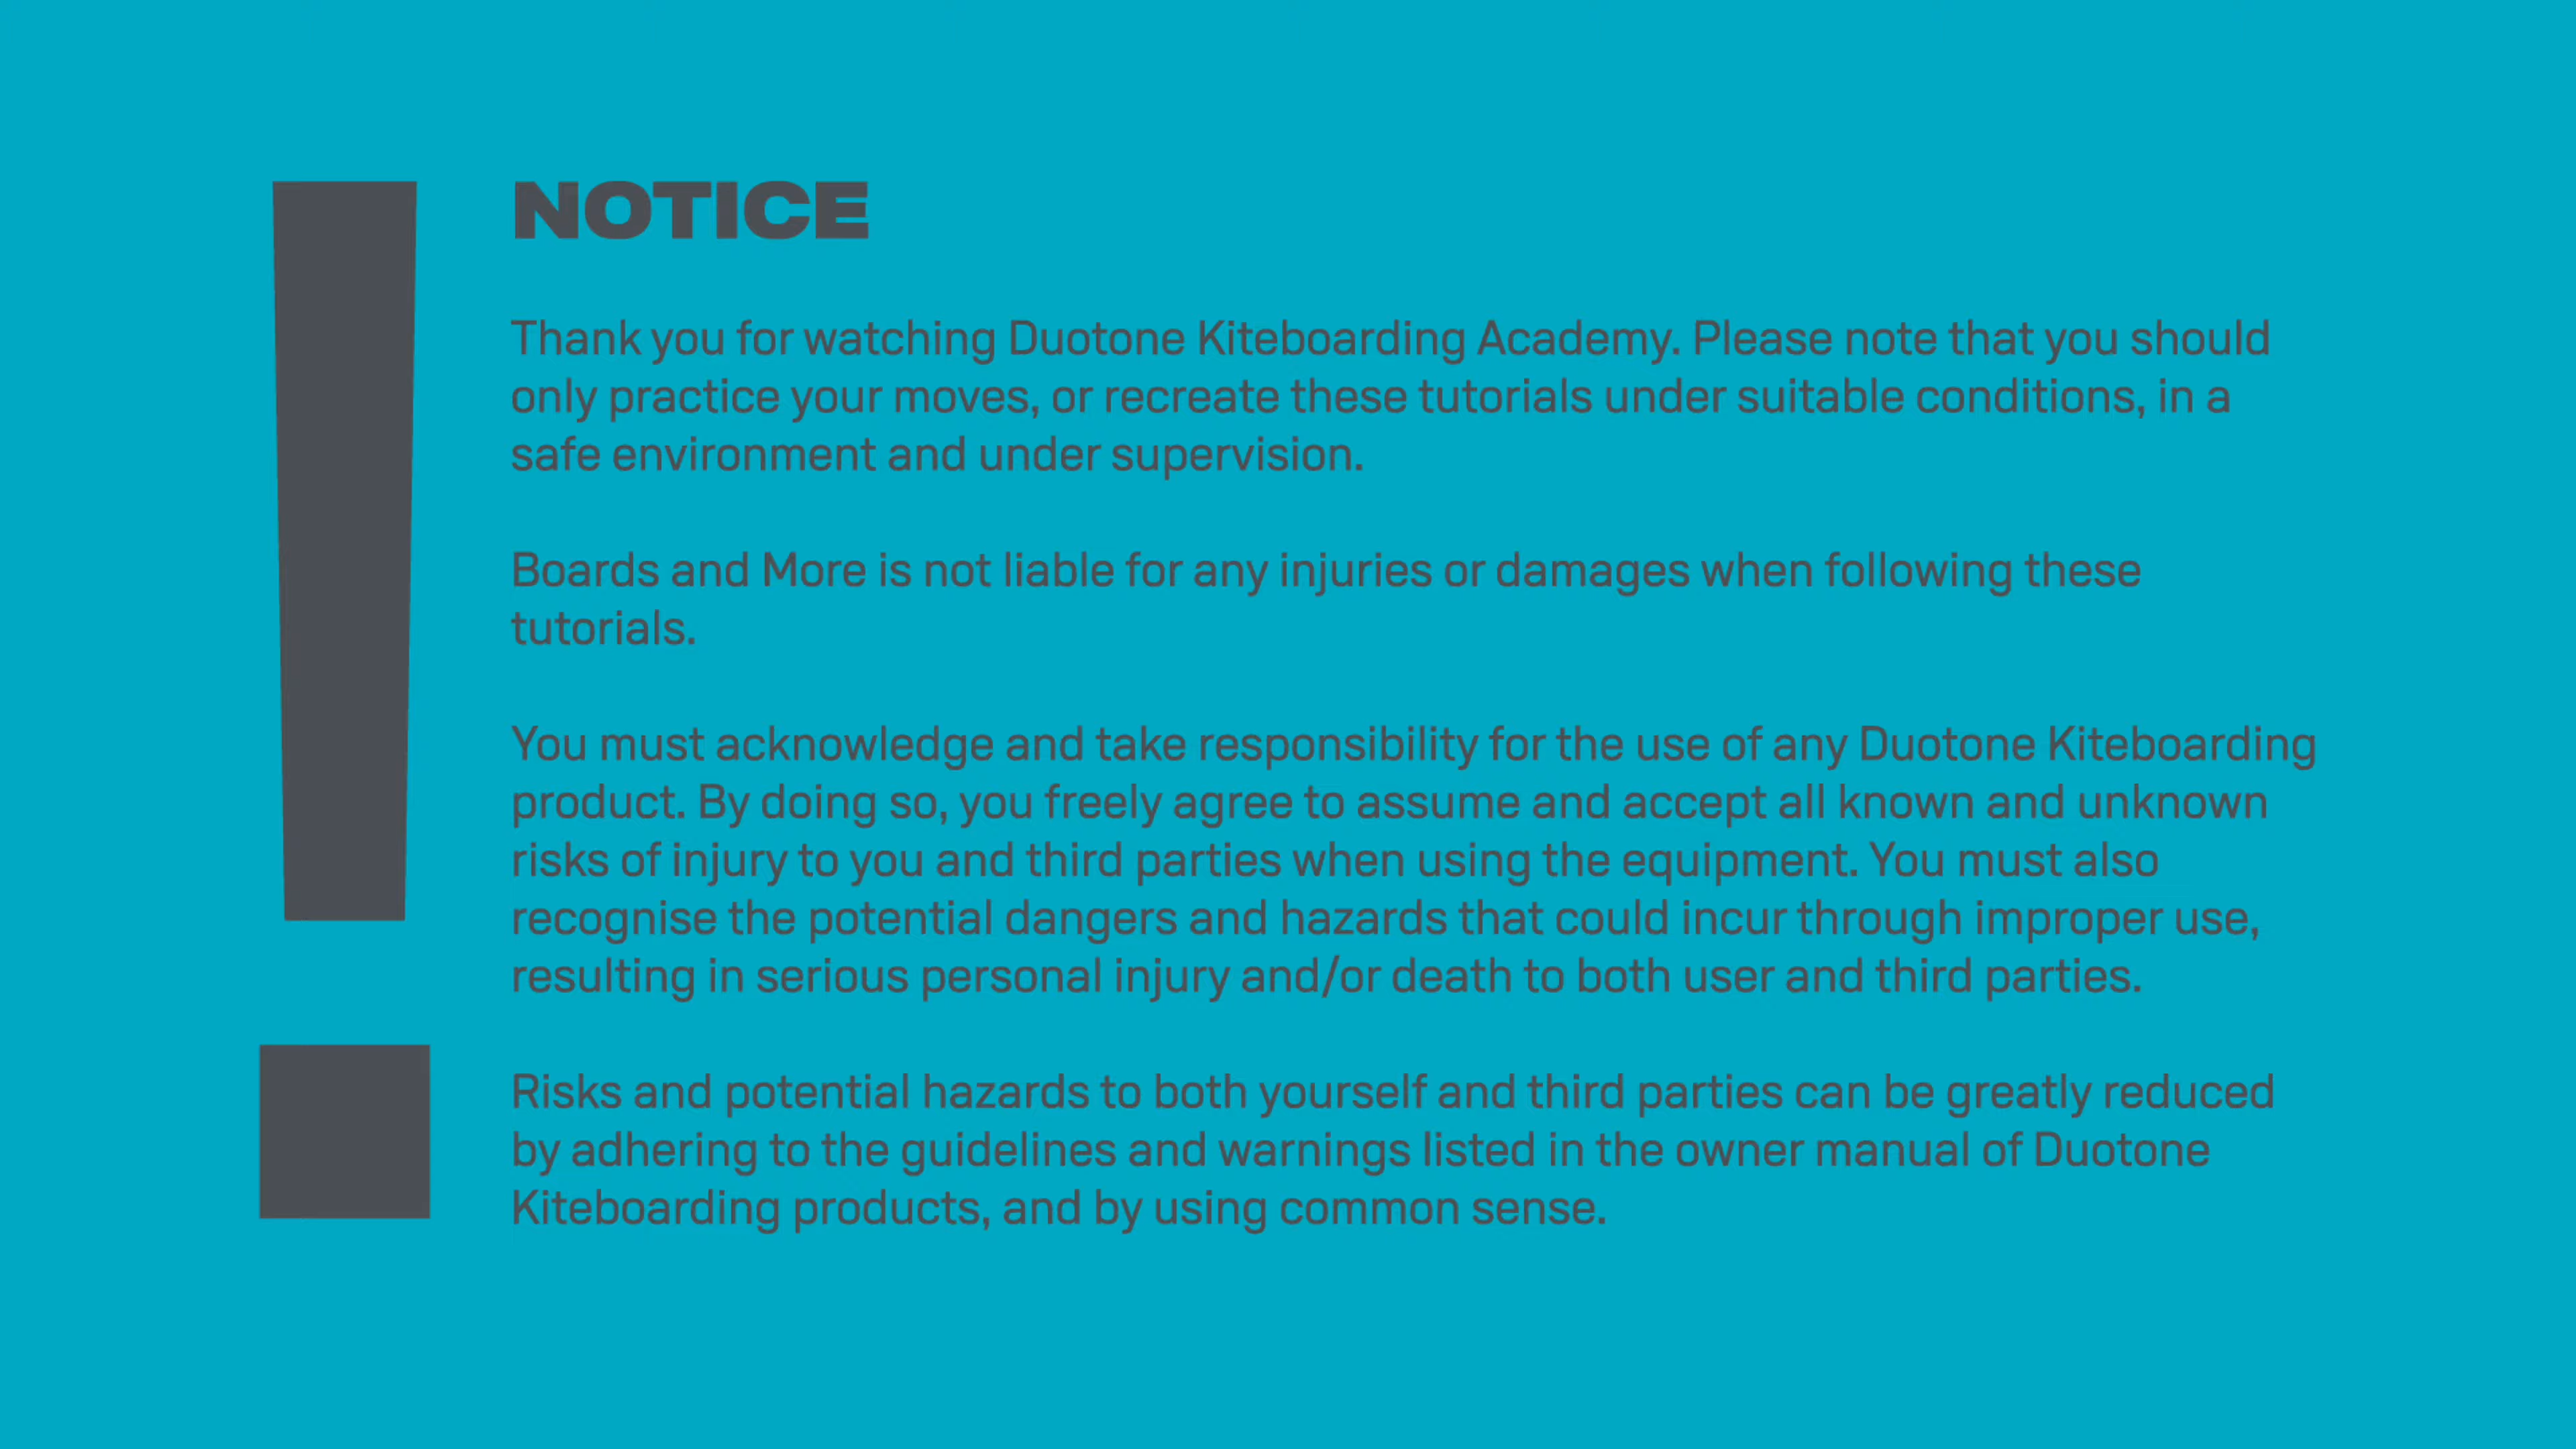 NOTICE
Thank you for watching Duotone Kiteboarding Academy. Please note that you should
only practice your moves, or recreate these tutorials under suitable conditions, in a
safe environment and under supervision.
Boards and More is not liable for any injuries or damages when following these
tutorials.
You must acknowledge and take responsibility for the use of any Duotone Kiteboarding
product. By doing so, you freely agree to assume and accept all known and unknown
risks of injury to you and third parties when using the equipment. You must also
recognise the potential dangers and hazards that could incur through improper use,
resulting in serious personal injury and/or death to both user and third parties.
Risks and potential hazards to both yourself and third parties can be greatly reduced
by adhering to the guidelines and warnings listed in the owner manual of Duotone
Kiteboarding products, and by using common sense.